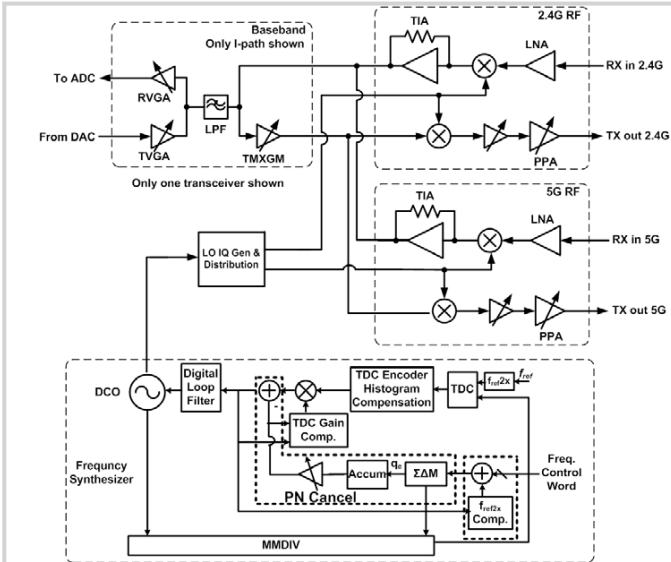 Baseband
Only I-path shown
To ADC
RVGA
LPF
From DAC
TVGA
TMXGM
Only one transceiver shown
2.4G RF
TIA
LNA
RX in 2.4G
TX out 2.4G
PPA
5G RF
TIA
LNA
RX in 5G
TX out 5G
PPA
LO IQ Gen &
Distribution
DCO
Digital
Loop
Filter
TDC Encoder
Histogram
Compensation
TDC
fref2x
fref
TDC Gain
Comp.
Frequncy
Synthesizer
PN Cancel
Accum
qe
ΣΔM
fref2x
Comp.
Freq.
Control
Word
MMDIV